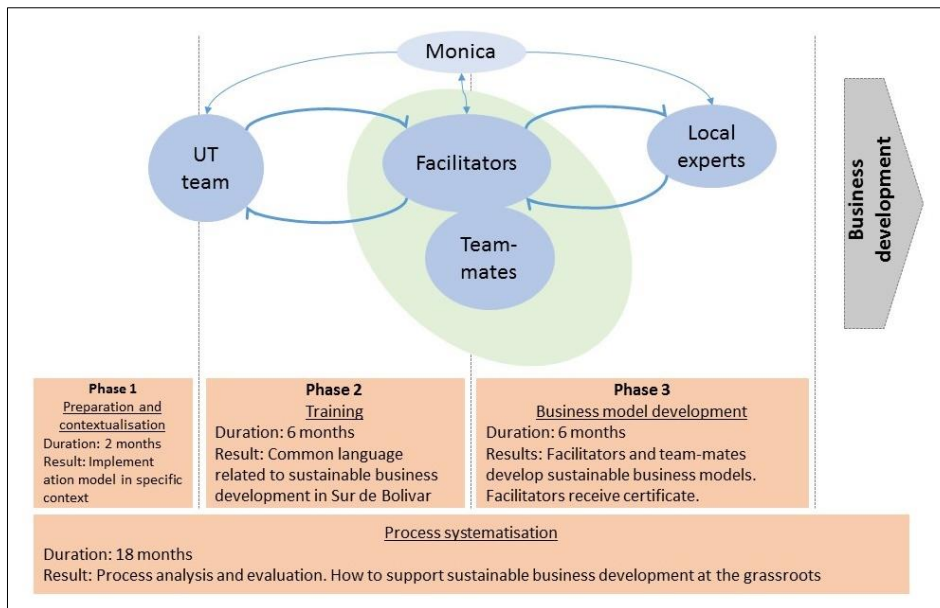 Monica
UT
team
Facilitators
Local
experts
Team-
mates
Business
development
Phase 1
Preparation and
contextualisation
Duration: 2 months
Result: Implement
ation model in specific
context
Phase 2
Training
Duration: 6 months
Result: Common language
related to sustainable business
development in Sur de Bolivar
Phase 3
Business model development
Duration: 6 months
Results: Facilitators and team-mates
develop sustainable business models.
Facilitators receive certificate.
Process systematisation
Duration: 18 months
Result: Process analysis and evaluation. How to support sustainable business development at the grassroots